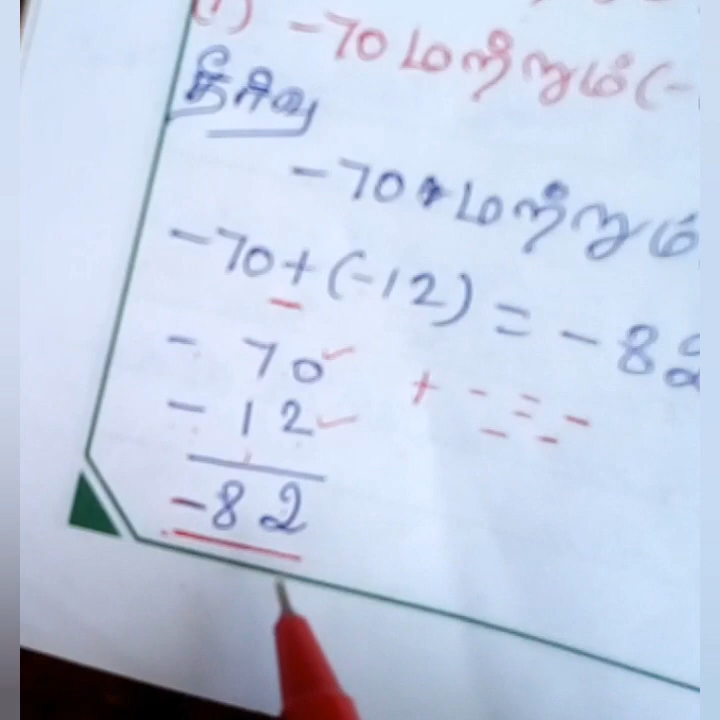 (i) -70 மற்றும் (-
தீர்வு
-70 மற்றும்
-70 + (-12) = -82
- 70
- 12
-82
+ - = -
- -